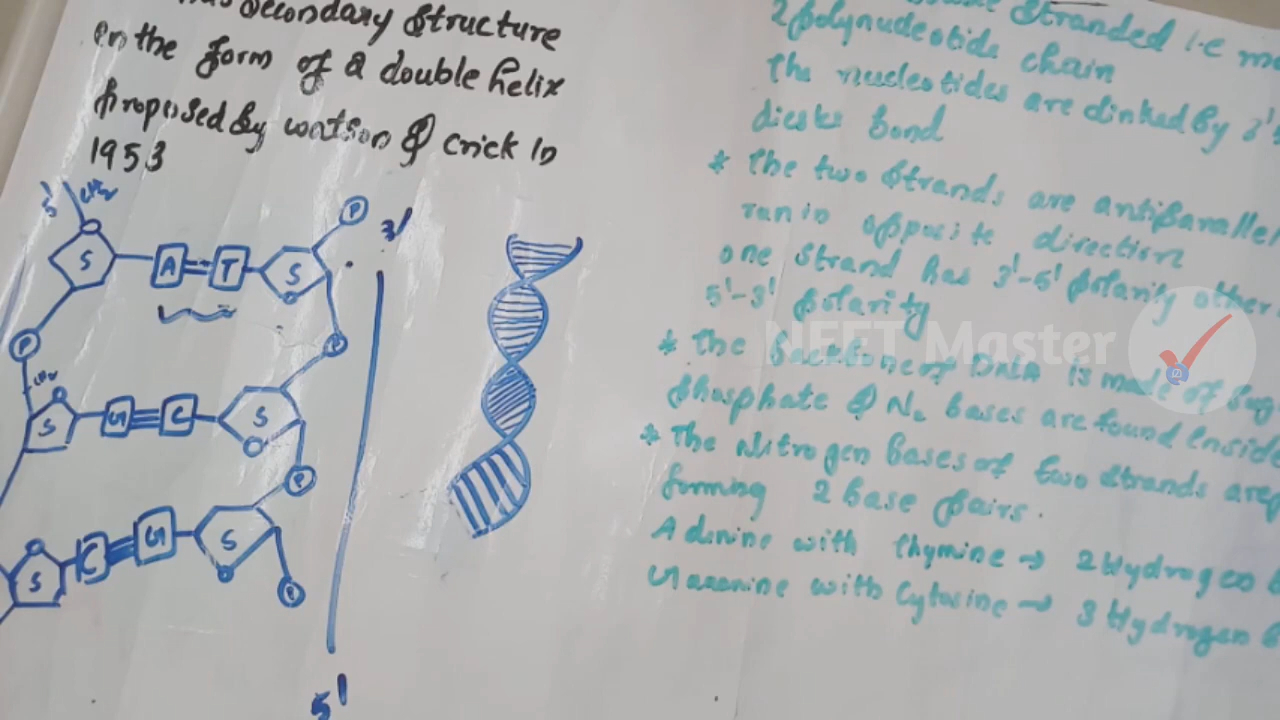 Secondary Structure
in the form of a double helix
proposed by watson & crick in
1953
5' CH2
S A T S P
3'
P P
CH2
S G C S
P
S C G S
P
5'
Stranded i.e
2 polynucleotide chain
The nucleotides are linked by 3'
bond
* The two strands are antiparallel
run in opposite direction
one strand has 3'-5' polarity other
5'-3' polarity
* The Backbone of DNA is made of
phosphate & N2 bases are found inside
* The Nitrogen bases of two strands are
forming 2 base pairs.
Adenine with Thymine → 2 Hydrogen
Guanine with Cytosine → 3 Hydrogen
NEET Master